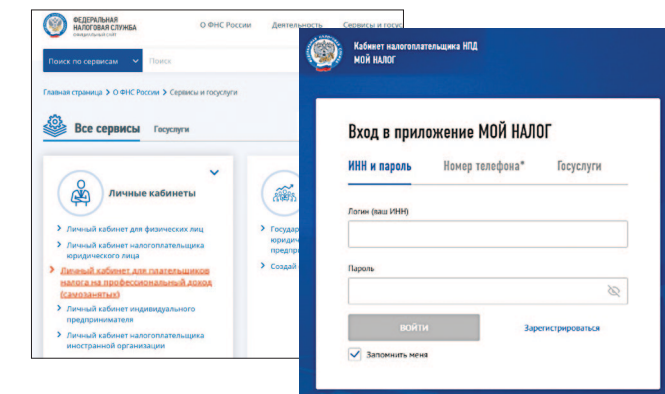 ФЕДЕРАЛЬНАЯ
НАЛОГОВАЯ СЛУЖБА
официальный сайт
О ФНС России Деятельность Сервисы и госус
Поиск по сервисам Поиск
Главная страница > О ФНС России > Сервисы и госуслуги
Все сервисы Госуслуги
Личные кабинеты
> Личный кабинет для физических лиц
> Личный кабинет налогоплательщика
юридического лица
> Личный кабинет для плательщиков
налога на профессиональный доход
(самозанятых)
> Личный кабинет индивидуального
предпринимателя
> Личный кабинет налогоплательщика
иностранной организации
> Государ
юридич
предпр
> Создай
Кабинет налогоплательщика НПД
МОЙ НАЛОГ
Вход в приложение МОЙ НАЛОГ
ИНН и пароль Номер телефона* Госуслуги
Логин (ваш ИНН)
Пароль
ВОЙТИ Зарегистрироваться
Запомнить меня